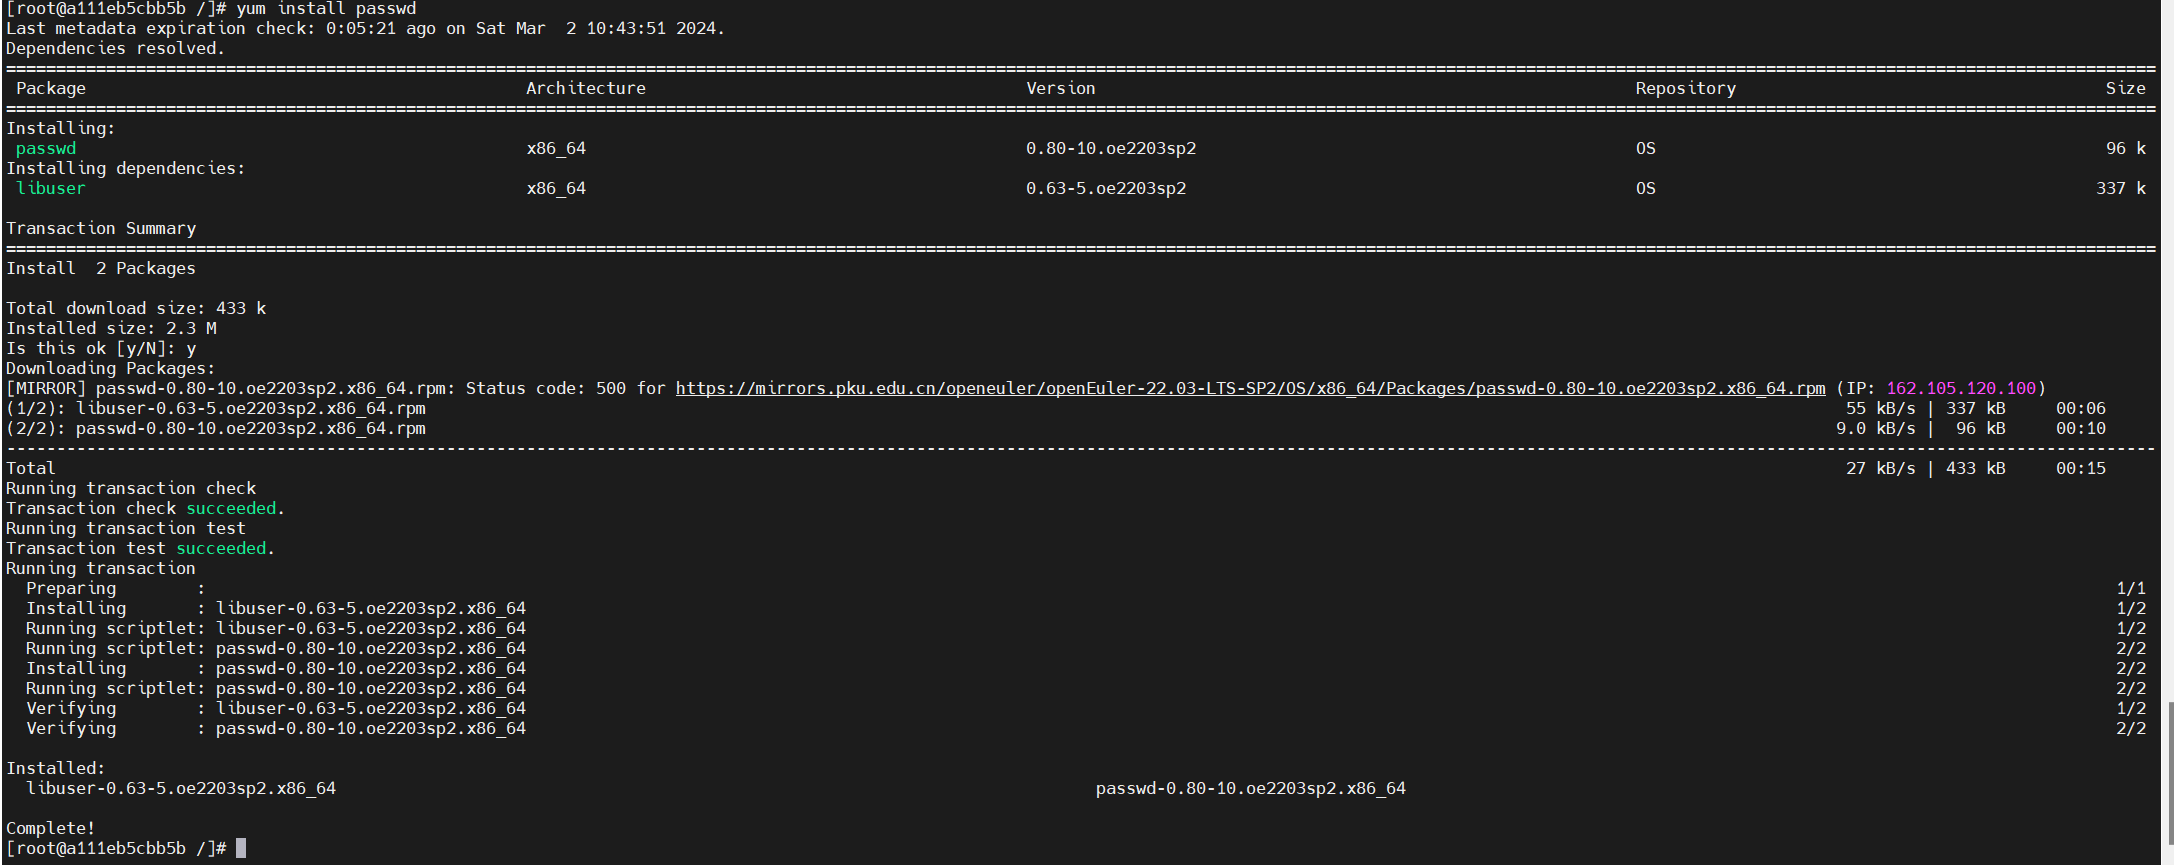 [root@a111eb5cbb5b /]# yum install passwd
Last metadata expiration check: 0:05:21 ago on Sat Mar  2 10:43:51 2024.
Dependencies resolved.
================================================================================
 Package Architecture Version Repository Size
================================================================================
Installing:
 passwd x86_64 0.80-10.oe2203sp2 OS 96 k
Installing dependencies:
 libuser x86_64 0.63-5.oe2203sp2 OS 337 k
Transaction Summary
================================================================================
Install  2 Packages
Total download size: 433 k
Installed size: 2.3 M
Is this ok [y/N]: y
Downloading Packages:
[MIRROR] passwd-0.80-10.oe2203sp2.x86_64.rpm: Status code: 500 for https://mirrors.pku.edu.cn/openeuler/openEuler-22.03-LTS-SP2/OS/x86_64/Packages/passwd-0.80-10.oe2203sp2.x86_64.rpm (IP: 162.105.120.100)
(1/2): libuser-0.63-5.oe2203sp2.x86_64.rpm 55 kB/s | 337 kB 00:06
(2/2): passwd-0.80-10.oe2203sp2.x86_64.rpm 9.0 kB/s |  96 kB 00:10
--------------------------------------------------------------------------------
Total 27 kB/s | 433 kB 00:15
Running transaction check
Transaction check succeeded.
Running transaction test
Transaction test succeeded.
Running transaction
  Preparing        : 1/1
  Installing       : libuser-0.63-5.oe2203sp2.x86_64 1/2
  Running scriptlet: libuser-0.63-5.oe2203sp2.x86_64 1/2
  Running scriptlet: passwd-0.80-10.oe2203sp2.x86_64 2/2
  Installing       : passwd-0.80-10.oe2203sp2.x86_64 2/2
  Running scriptlet: passwd-0.80-10.oe2203sp2.x86_64 2/2
  Verifying        : libuser-0.63-5.oe2203sp2.x86_64 1/2
  Verifying        : passwd-0.80-10.oe2203sp2.x86_64 2/2
Installed:
  libuser-0.63-5.oe2203sp2.x86_64 passwd-0.80-10.oe2203sp2.x86_64
Complete!
[root@a111eb5cbb5b /]#